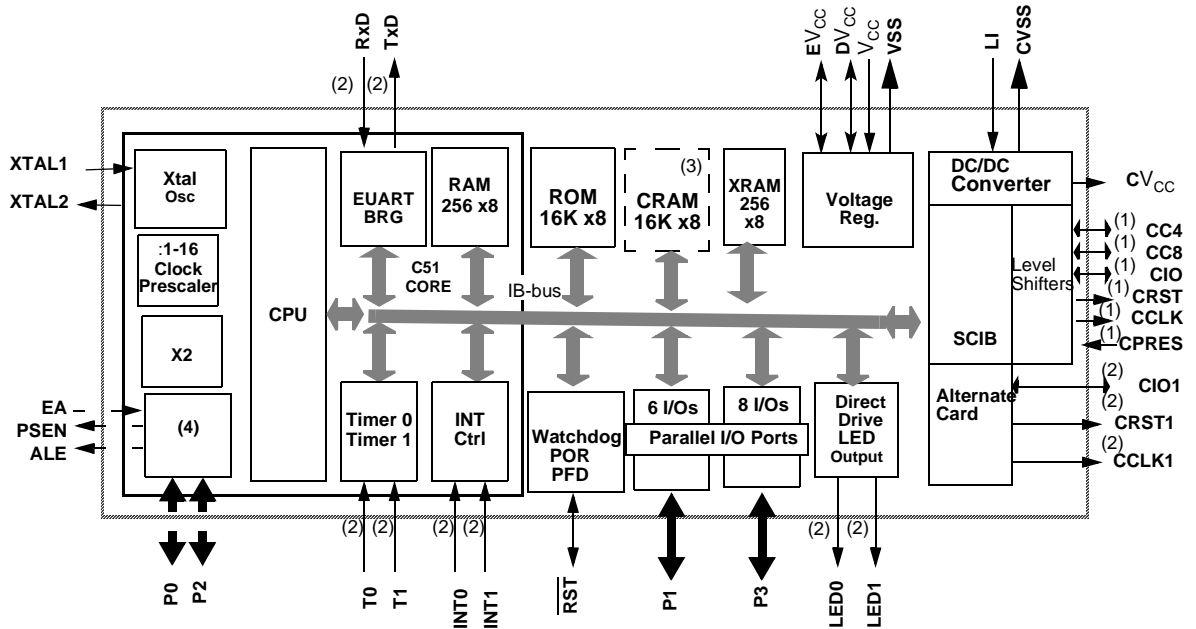 RxD
TxD
EVCC
DVCC
VCC
VSS
LI
CVSS
(2)
(2)
XTAL1
XTAL2
Xtal
Osc
:1-16
Clock
Prescaler
X2
(4)
EA
PSEN
ALE
CPU
EUART
BRG
RAM
256 x8
C51
CORE
IB-bus
ROM
16K x8
(3)
CRAM
16K x8
XRAM
256
x8
Voltage
Reg.
DC/DC
Converter
CVCC
Level
Shifters
SCIB
(1)
CC4
(1)
CC8
(1)
CIO
(1)
CRST
(1)
CCLK
(1)
CPRES
Alternate
Card
(2)
CIO1
(2)
CRST1
(2)
CCLK1
Timer 0
Timer 1
INT
Ctrl
Watchdog
POR
PFD
6 I/Os
8 I/Os
Parallel I/O Ports
Direct
Drive
LED
Output
(2)
(2)
(2)
(2)
(2)
(2)
P0
P2
T0
T1
INT0
INT1
RST
P1
P3
LED0
LED1